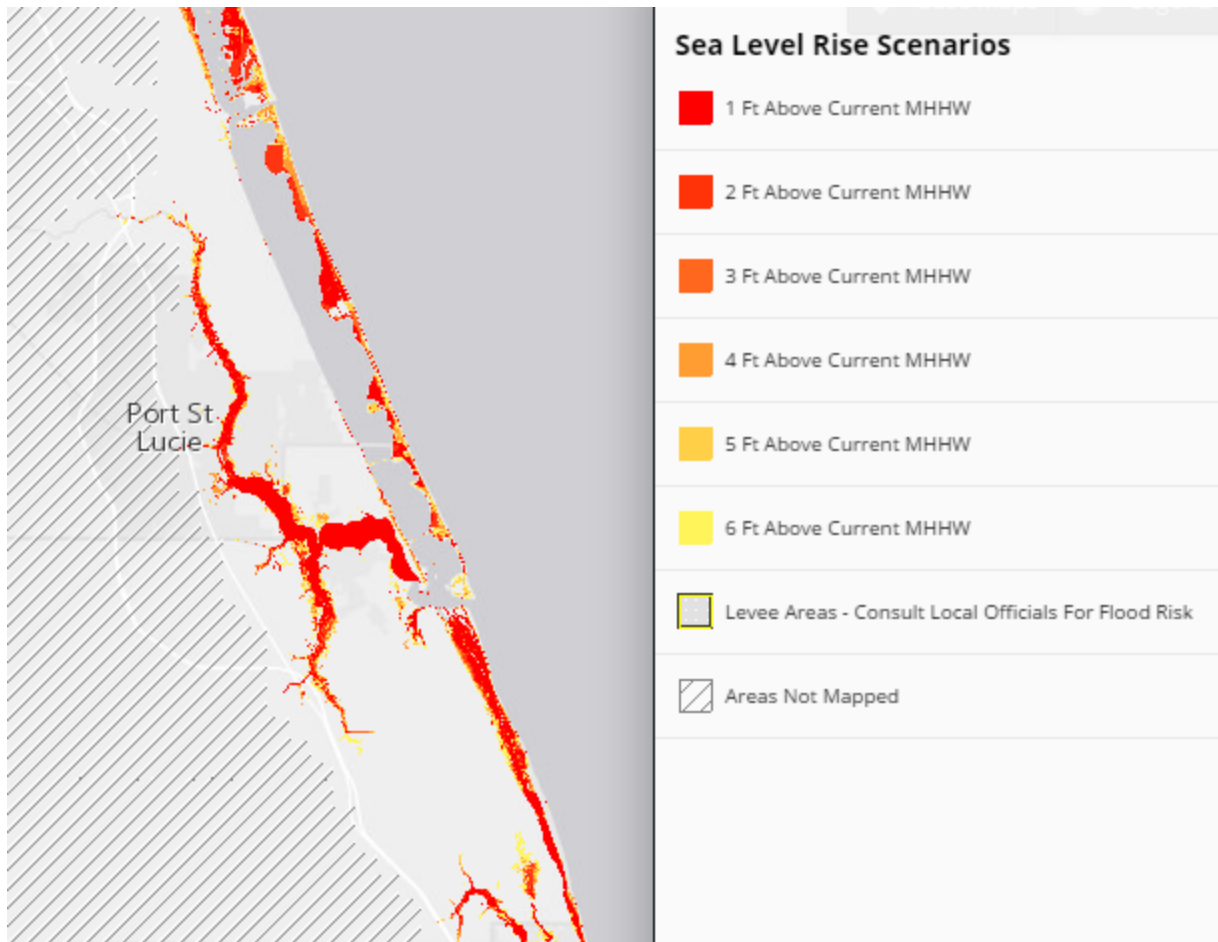 Sea Level Rise Scenarios
1 Ft Above Current MHHW
2 Ft Above Current MHHW
3 Ft Above Current MHHW
4 Ft Above Current MHHW
5 Ft Above Current MHHW
6 Ft Above Current MHHW
Levee Areas - Consult Local Officials For Flood Risk
Areas Not Mapped
Port St
Lucie